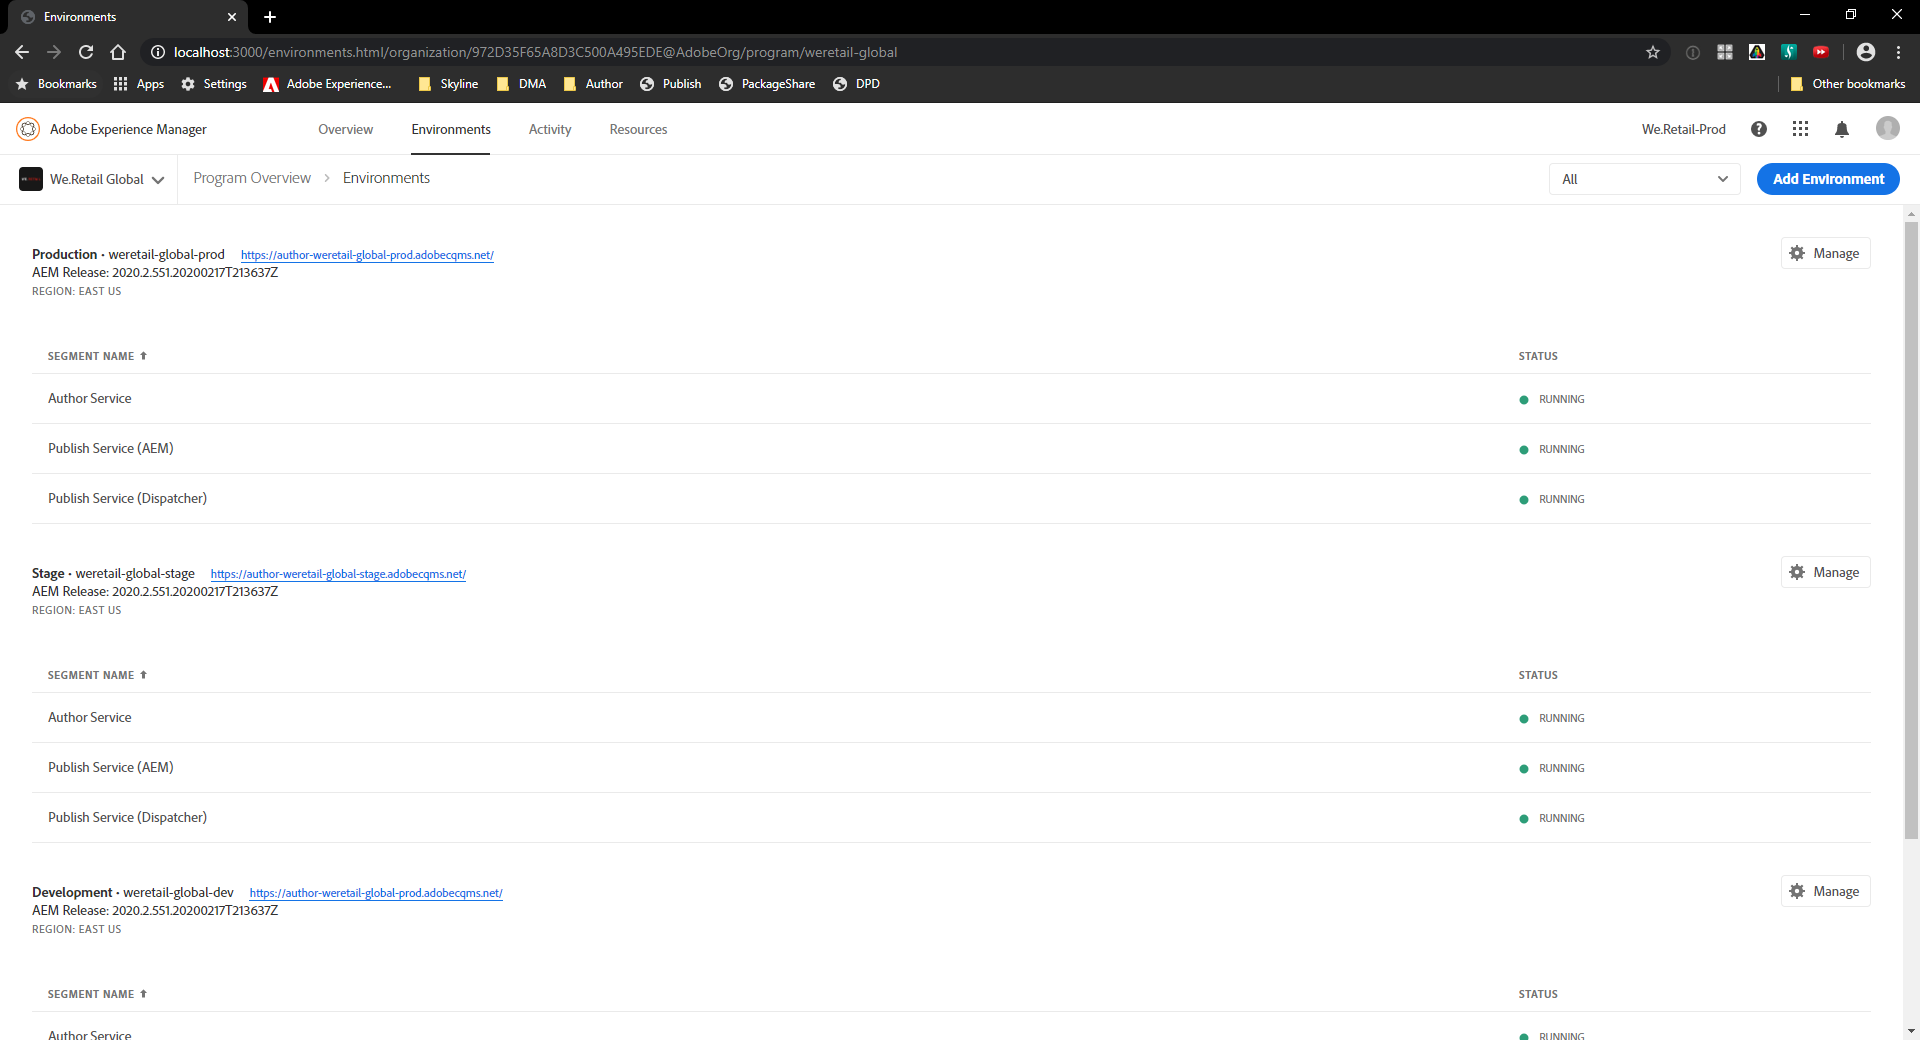 Environments
localhost:3000/environments.html/organization/972D35F65A8D3C500A495EDE@AdobeOrg/program/weretail-global
Bookmarks Apps Settings Adobe Experience... Skyline DMA Author Publish PackageShare DPD Other bookmarks
Adobe Experience Manager Overview Environments Activity Resources We.Retail-Prod
We.Retail Global Program Overview › Environments All Add Environment
Production • weretail-global-prod https://author-weretail-global-prod.adobecqms.net/ Manage
AEM Release: 2020.2.551.20200217T213637Z
REGION: EAST US
SEGMENT NAME STATUS
Author Service RUNNING
Publish Service (AEM) RUNNING
Publish Service (Dispatcher) RUNNING
Stage • weretail-global-stage https://author-weretail-global-stage.adobecqms.net/ Manage
AEM Release: 2020.2.551.20200217T213637Z
REGION: EAST US
SEGMENT NAME STATUS
Author Service RUNNING
Publish Service (AEM) RUNNING
Publish Service (Dispatcher) RUNNING
Development • weretail-global-dev https://author-weretail-global-prod.adobecqms.net/ Manage
AEM Release: 2020.2.551.20200217T213637Z
REGION: EAST US
SEGMENT NAME STATUS
Author Service RUNNING